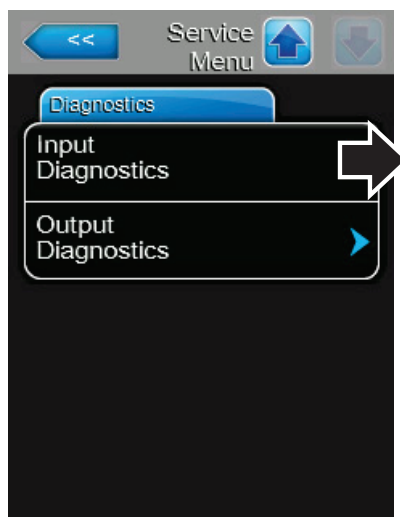 <<
Service
Menu
Diagnostics
Input
Diagnostics
Output
Diagnostics